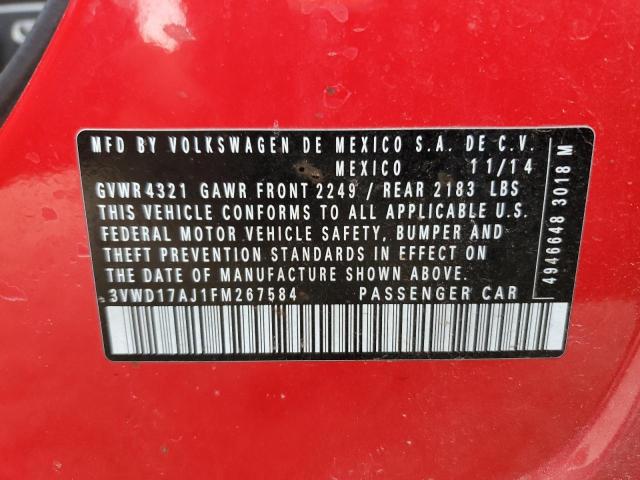 MFD BY VOLKSWAGEN DE MEXICO S.A. DE C.V.
MEXICO 11/14
GVWR 4321 GAWR FRONT 2249 / REAR 2183 LBS
THIS VEHICLE CONFORMS TO ALL APPLICABLE U.S.
FEDERAL MOTOR VEHICLE SAFETY, BUMPER AND
THEFT PREVENTION STANDARDS IN EFFECT ON
THE DATE OF MANUFACTURE SHOWN ABOVE.
3VWD17AJ1FM267584 PASSENGER CAR
4946648 3018 M